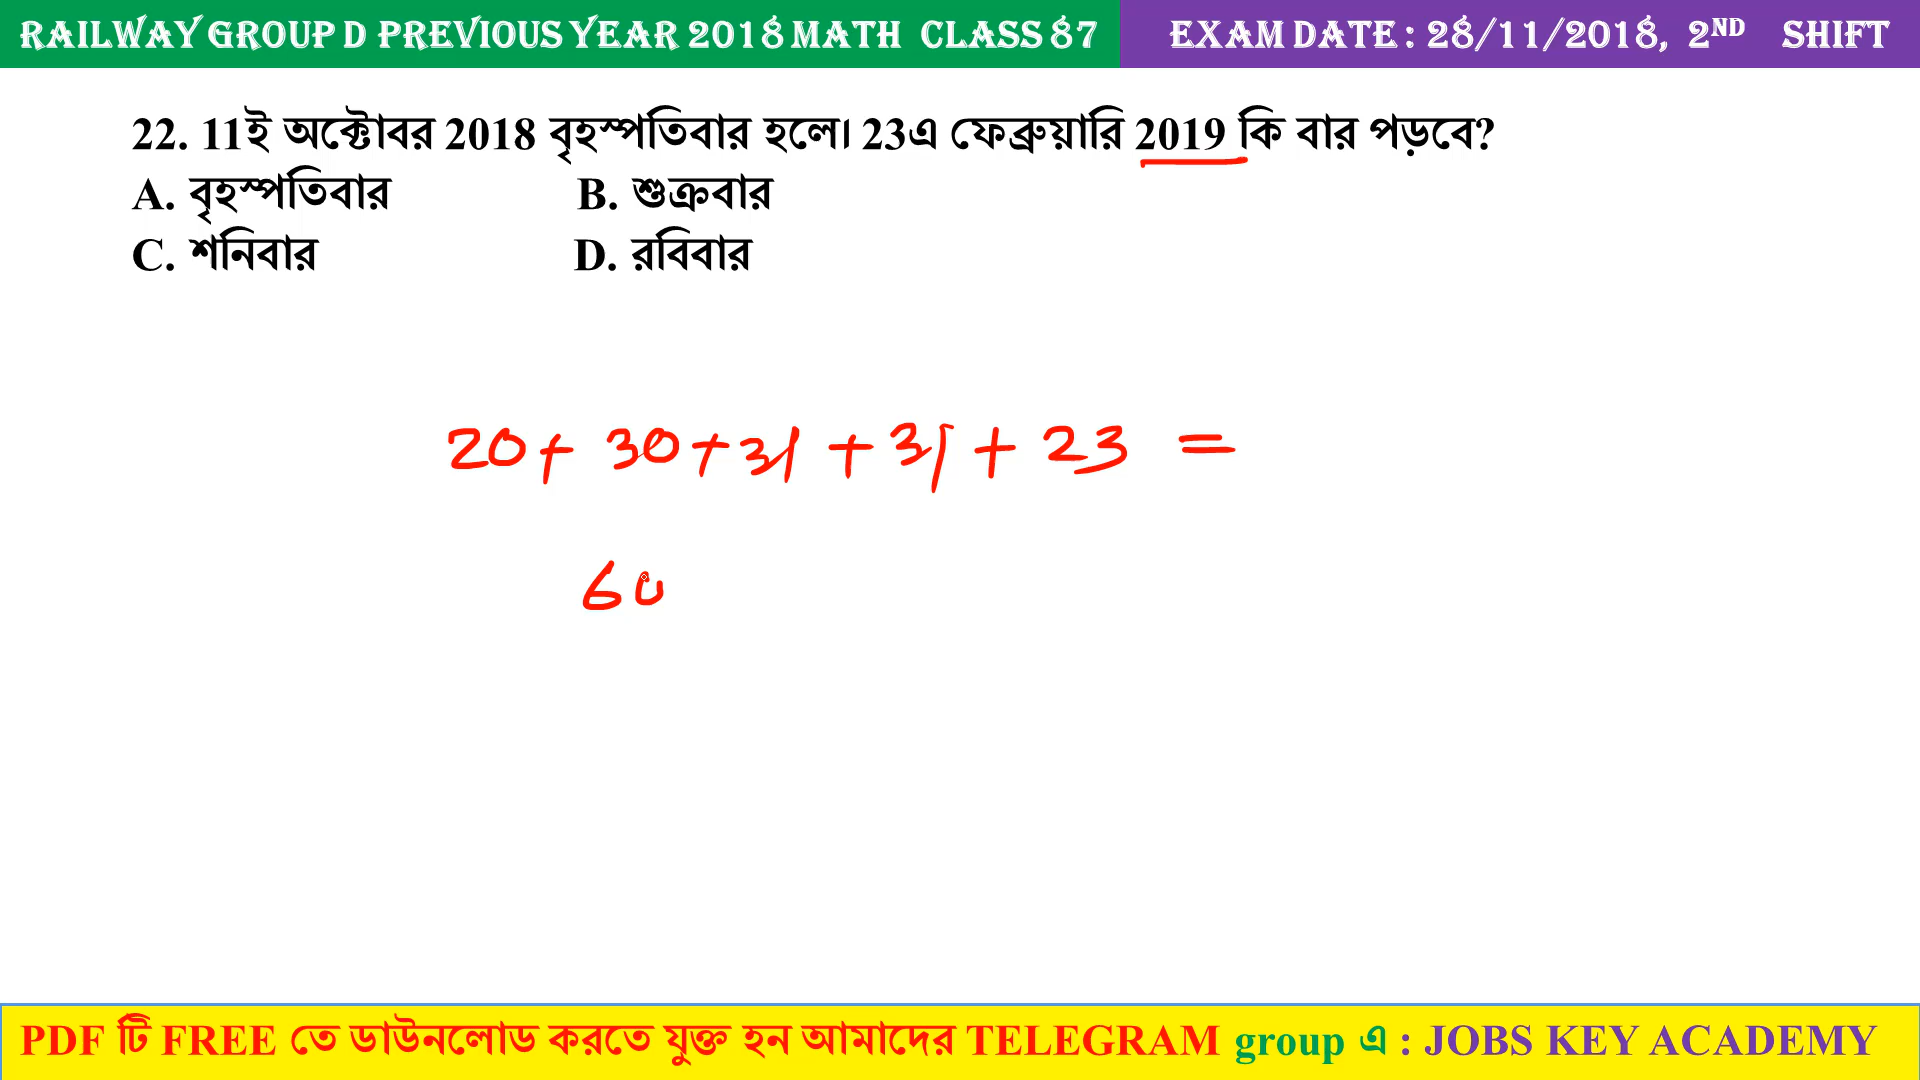 RAILWAY GROUP D PREVIOUS YEAR 2018 MATH CLASS 87 EXAM DATE : 28/11/2018, 2ND SHIFT
22. 11ই অক্টোবর 2018 বৃহস্পতিবার হলে। 23এ ফেব্রুয়ারি 2019 কি বার পড়বে?
A. বৃহস্পতিবার B. শুক্রবার
C. শনিবার D. রবিবার
20 + 30 + 31 + 31 + 23 =
60
PDF টি FREE তে ডাউনলোড করতে যুক্ত হন আমাদের TELEGRAM group এ : JOBS KEY ACADEMY